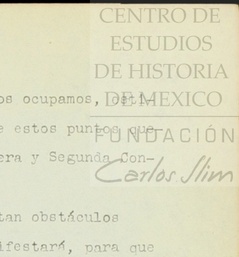 CENTRO DE
ESTUDIOS
DE HISTORIA
DE MEXICO
FUNDACIÓN
Carlos Slim
os ocupamos,
e estos puntos que-
era y Segunda Con-
tan obstáculos
ifestará, para que